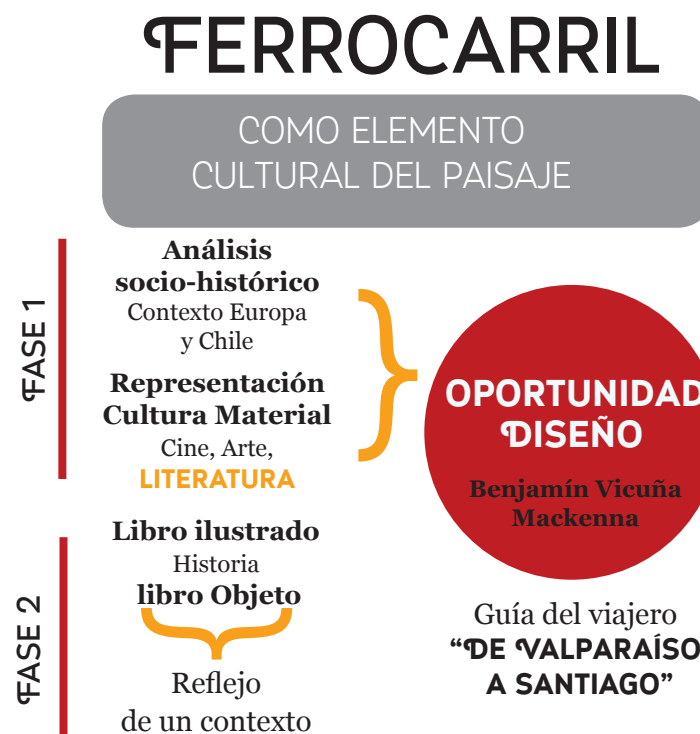 FERROCARRIL
COMO ELEMENTO
CULTURAL DEL PAISAJE
FASE 1
Análisis
socio-histórico
Contexto Europa
y Chile
Representación
Cultura Material
Cine, Arte,
LITERATURA
OPORTUNIDAD
DISEÑO
Benjamín Vicuña
Mackenna
FASE 2
Libro ilustrado
Historia
libro Objeto
Reflejo
de un contexto
Guía del viajero
“DE VALPARAÍSO
A SANTIAGO”